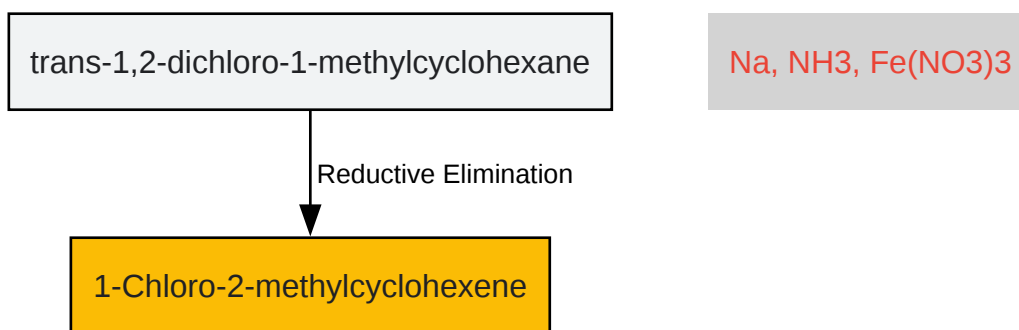 trans-1,2-dichloro-1-methylcyclohexane
Na, NH3, Fe(NO3)3
Reductive Elimination
1-Chloro-2-methylcyclohexene